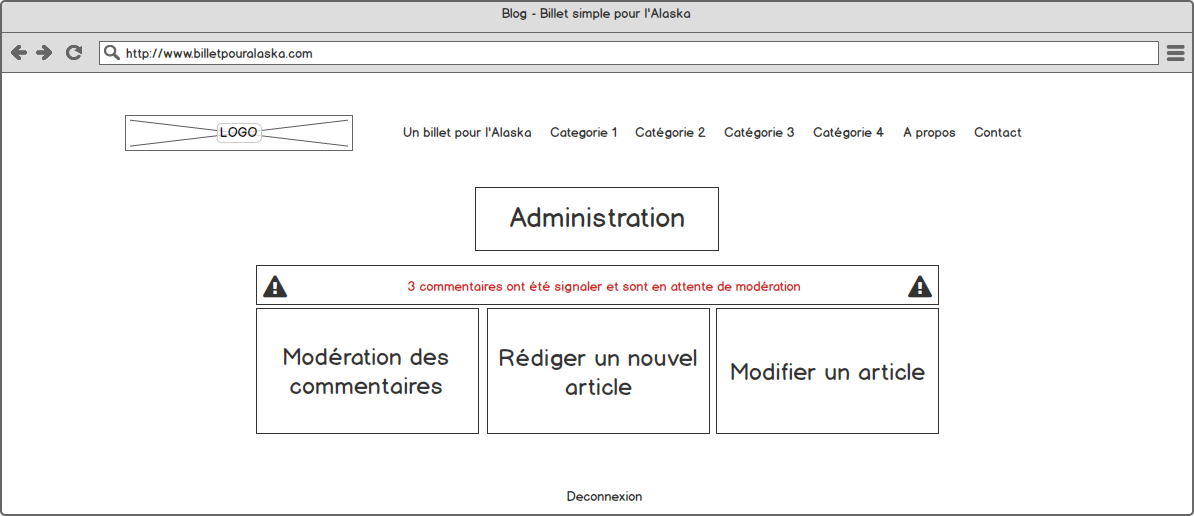 Blog - Billet simple pour l'Alaska
http://www.billetpouralaska.com
LOGO
Un billet pour l'Alaska Categorie 1 Catégorie 2 Catégorie 3 Catégorie 4 A propos Contact
Administration
3 commentaires ont été signaler et sont en attente de modération
Modération des
commentaires
Rédiger un nouvel
article
Modifier un article
Deconnexion